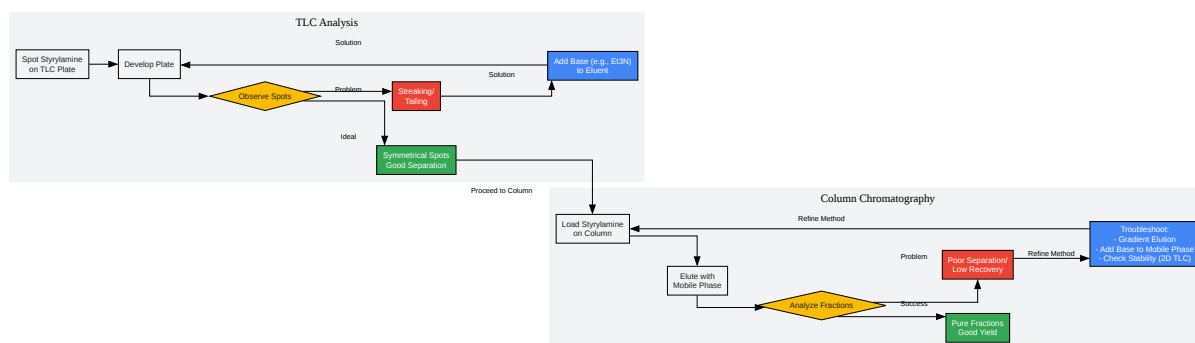 TLC Analysis
Solution
Spot Styrylamine
on TLC Plate
Develop Plate
Add Base (e.g., Et3N)
to Eluent
Solution
Observe Spots
Problem
Streaking/
Tailing
Ideal
Symmetrical Spots
Good Separation
Proceed to Column
Column Chromatography
Load Styrylamine
on Column
Refine Method
Troubleshoot:
- Gradient Elution
- Add Base to Mobile Phase
- Check Stability (2D TLC)
Problem
Poor Separation/
Low Recovery
Refine Method
Elute with
Mobile Phase
Analyze Fractions
Success
Pure Fractions
Good Yield